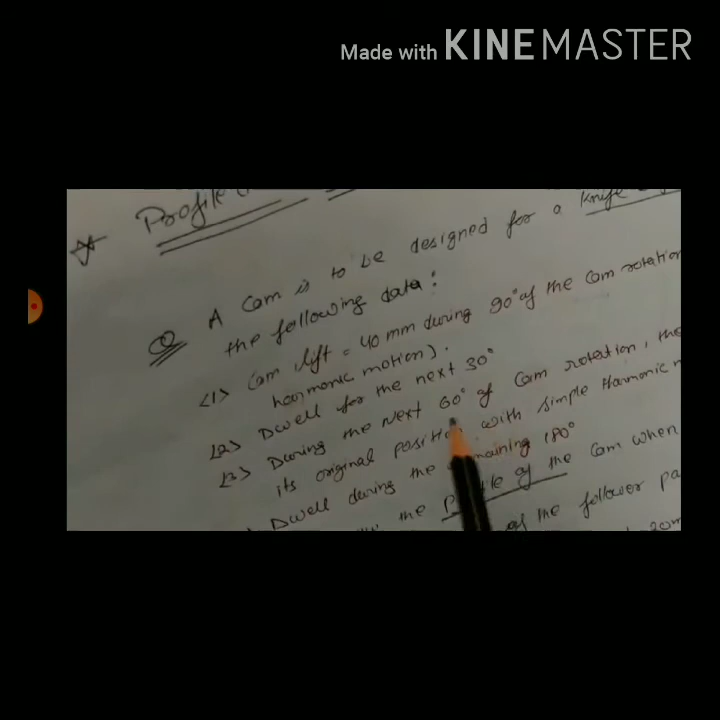 Made with KINEMASTER
Profile
Q A Cam is to be designed for a Knife
the following data:
<1> Cam lift = 40 mm during 90° of the Cam rotation
harmonic motion).
<2> Dwell for the next 30°
<3> During the Next 60° of Cam rotation, the
its original position with simple Harmonic
Dwell during the remaining 180°
the Profile of the Cam when
of the follower pa
20m